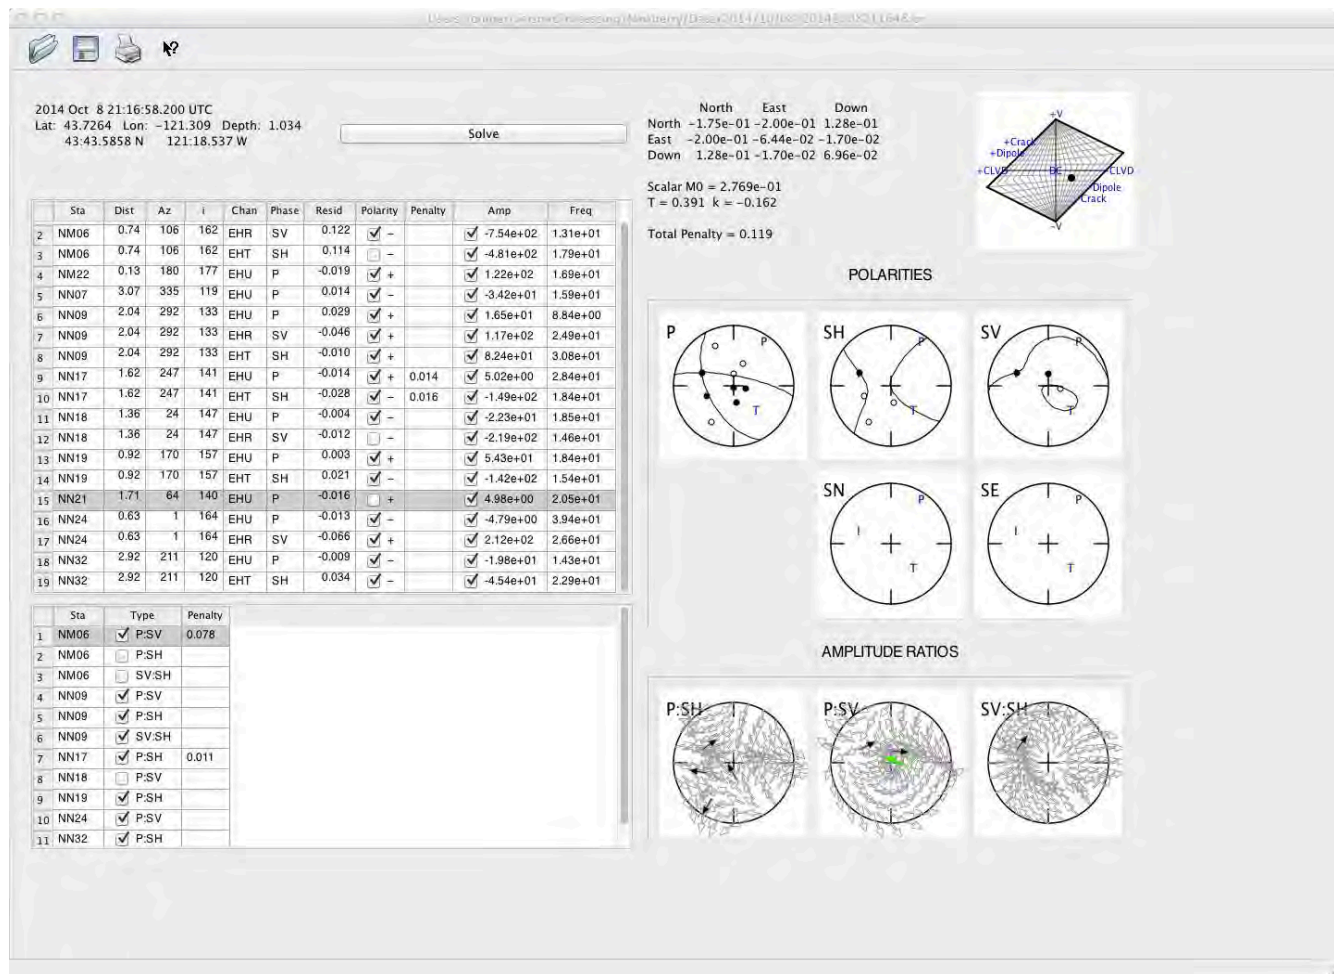 2014 Oct 8 21:16:58.200 UTC
Lat: 43.7264 Lon: -121.309 Depth: 1.034
43:43.5858 N 121:18.537 W
Solve
Sta Dist Az i Chan Phase Resid Polarity Penalty Amp Freq
2 NM06 0.74 106 162 EHR SV 0.122 - -7.54e+02 1.31e+01
3 NM06 0.74 106 162 EHT SH 0.114 - -4.81e+02 1.79e+01
4 NM22 0.13 180 177 EHU P -0.019 + 1.22e+02 1.69e+01
5 NN07 3.07 335 119 EHU P 0.014 - -3.42e+01 1.59e+01
6 NN09 2.04 292 133 EHU P 0.029 + 1.65e+01 8.84e+00
7 NN09 2.04 292 133 EHR SV -0.046 + 1.17e+02 2.49e+01
8 NN09 2.04 292 133 EHT SH -0.010 + 8.24e+01 3.08e+01
9 NN17 1.62 247 141 EHU P -0.014 + 0.014 5.02e+00 2.84e+01
10 NN17 1.62 247 141 EHT SH -0.028 - 0.016 -1.49e+02 1.84e+01
11 NN18 1.36 24 147 EHU P -0.004 - -2.23e+01 1.85e+01
12 NN18 1.36 24 147 EHR SV -0.012 - -2.19e+02 1.46e+01
13 NN19 0.92 170 157 EHU P 0.003 + 5.43e+01 1.84e+01
14 NN19 0.92 170 157 EHT SH 0.021 - -1.42e+02 1.54e+01
15 NN21 1.71 64 140 EHU P -0.016 + 4.98e+00 2.05e+01
16 NN24 0.63 1 164 EHU P -0.013 - -4.79e+00 3.94e+01
17 NN24 0.63 1 164 EHR SV -0.066 + 2.12e+02 2.66e+01
18 NN32 2.92 211 120 EHU P -0.009 - -1.98e+01 1.43e+01
19 NN32 2.92 211 120 EHT SH 0.034 - -4.54e+01 2.29e+01
Sta Type Penalty
1 NM06 P:SV 0.078
2 NM06 P:SH
3 NM06 SV:SH
4 NN09 P:SV
5 NN09 P:SH
6 NN09 SV:SH
7 NN17 P:SH 0.011
8 NN18 P:SV
9 NN19 P:SH
10 NN24 P:SV
11 NN32 P:SH
North East Down
North -1.75e-01 -2.00e-01 1.28e-01
East -2.00e-01 -6.44e-02 -1.70e-02
Down 1.28e-01 -1.70e-02 6.96e-02
Scalar M0 = 2.769e-01
T = 0.391 k = -0.162
Total Penalty = 0.119
+V
+Crack
+Dipole
+CLVD DC -CLVD
-Dipole
-Crack
-V
POLARITIES
P P T
SH P T
SV P T
SN P I T
SE P I T
AMPLITUDE RATIOS
P:SH
P:SV
SV:SH